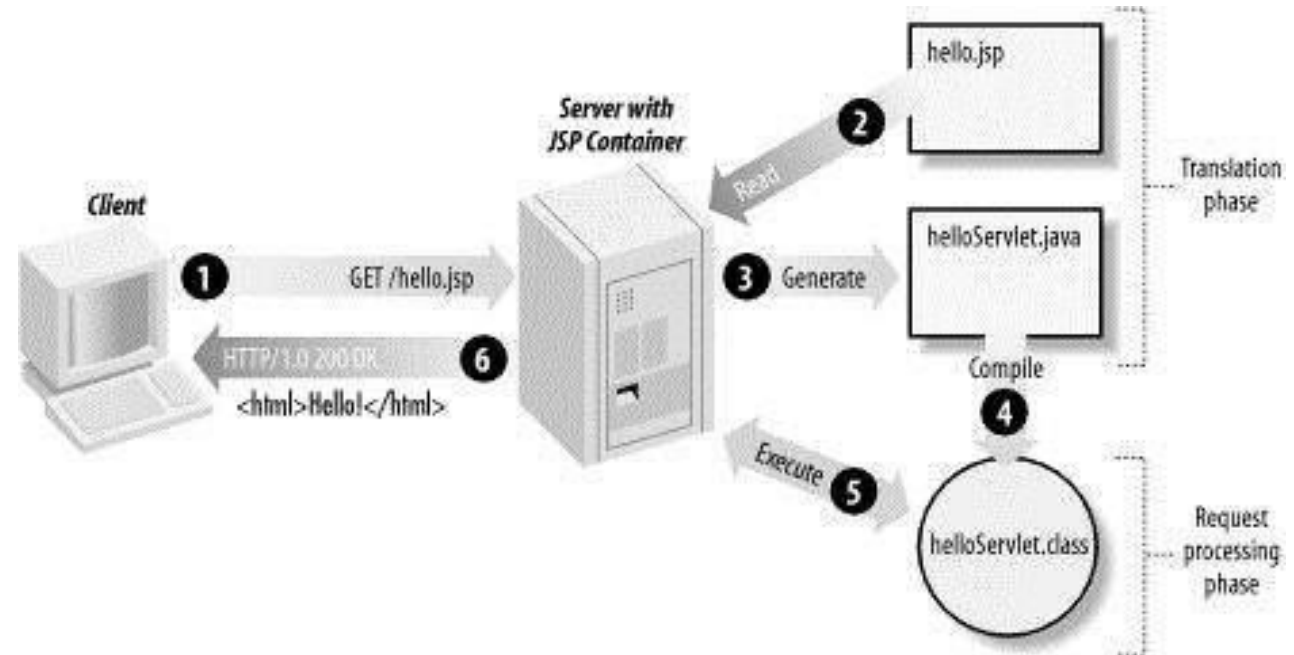 hello.jsp
Server with
JSP Container
2
Read
Translation
phase
Client
helloServlet.java
1
GET /hello.jsp
3
Generate
HTTP/1.0 200 OK
6
<html>Hello!</html>
Compile
4
Execute
5
helloServlet.class
Request
processing
phase